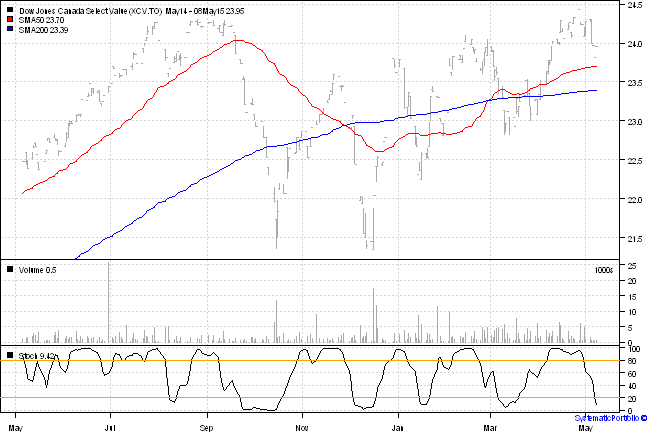 Dow Jones Canada Select Value (XCV.TO) May14 - 08May15 23.95
SMA50 23.70
SMA200 23.39
24.5
24.0
23.5
23.0
22.5
22.0
21.5
Volume 0.5
1000s
25
20
15
10
5
0
Stoch 9.42
100
80
60
40
20
0
May Jul Sep Nov Jan Mar May
SystematicPortfolio ©